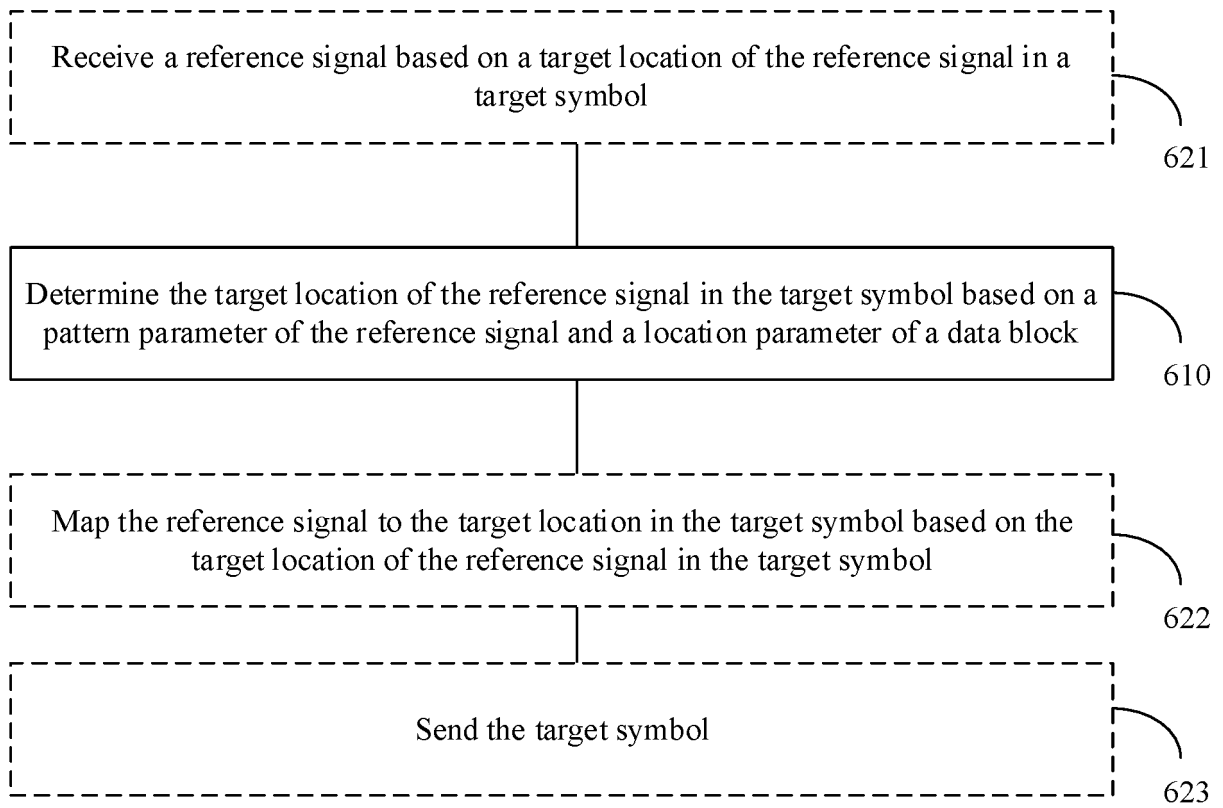 Receive a reference signal based on a target location of the reference signal in a
target symbol
621
Determine the target location of the reference signal in the target symbol based on a
pattern parameter of the reference signal and a location parameter of a data block
610
Map the reference signal to the target location in the target symbol based on the
target location of the reference signal in the target symbol
622
Send the target symbol
623